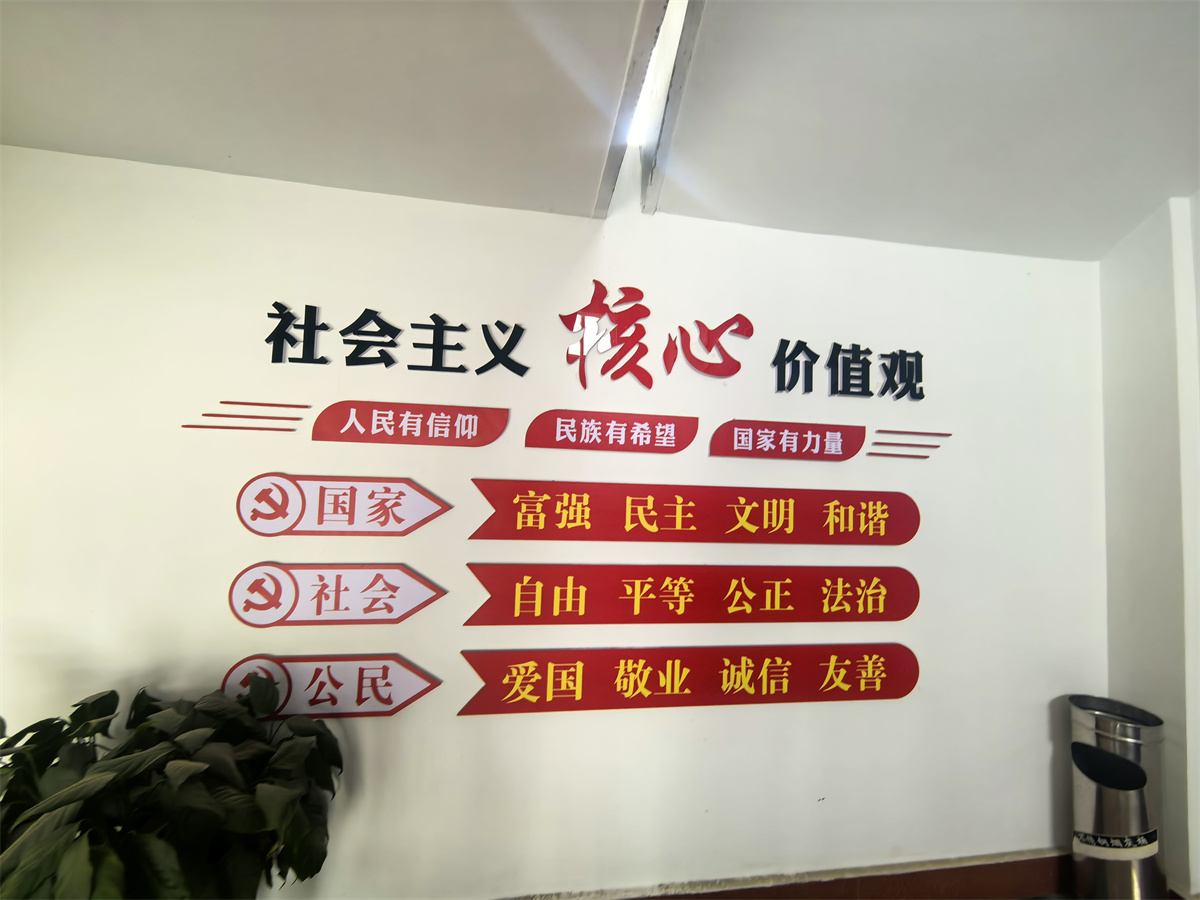 社会主义核心价值观
人民有信仰 民族有希望 国家有力量
国家 富强 民主 文明 和谐
社会 自由 平等 公正 法治
公民 爱国 敬业 诚信 友善